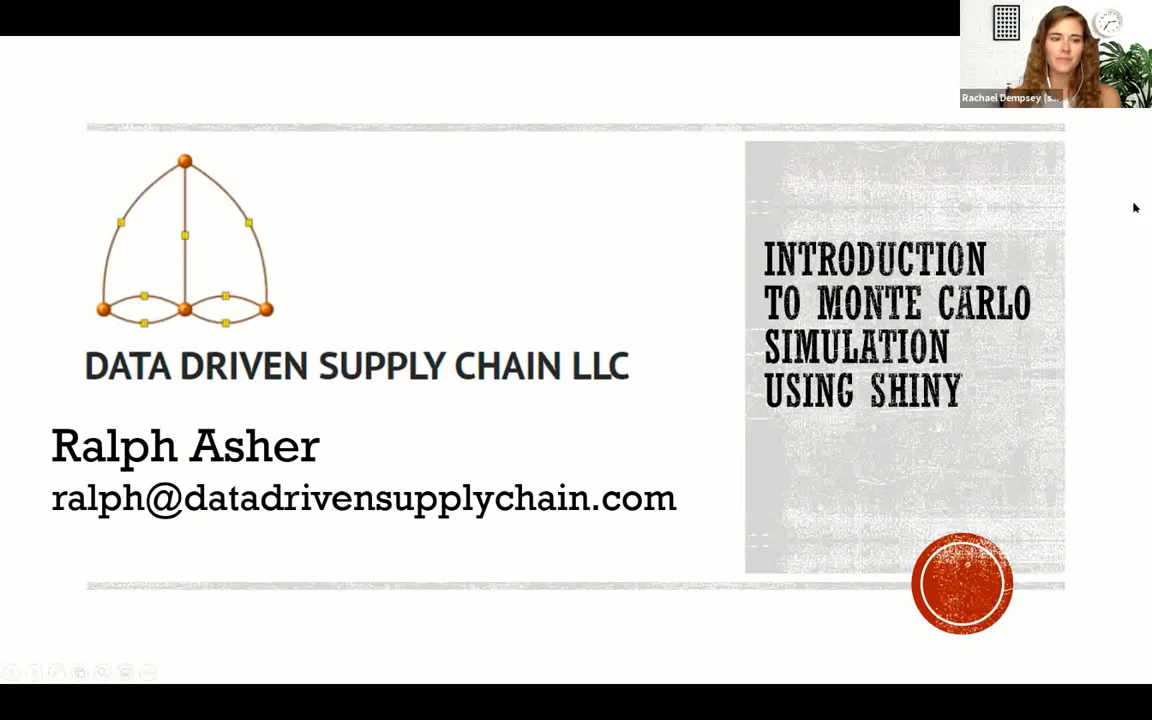 Rachael Dempsey (s...
DATA DRIVEN SUPPLY CHAIN LLC
Ralph Asher
ralph@datadrivensupplychain.com
INTRODUCTION
TO MONTE CARLO
SIMULATION
USING SHINY